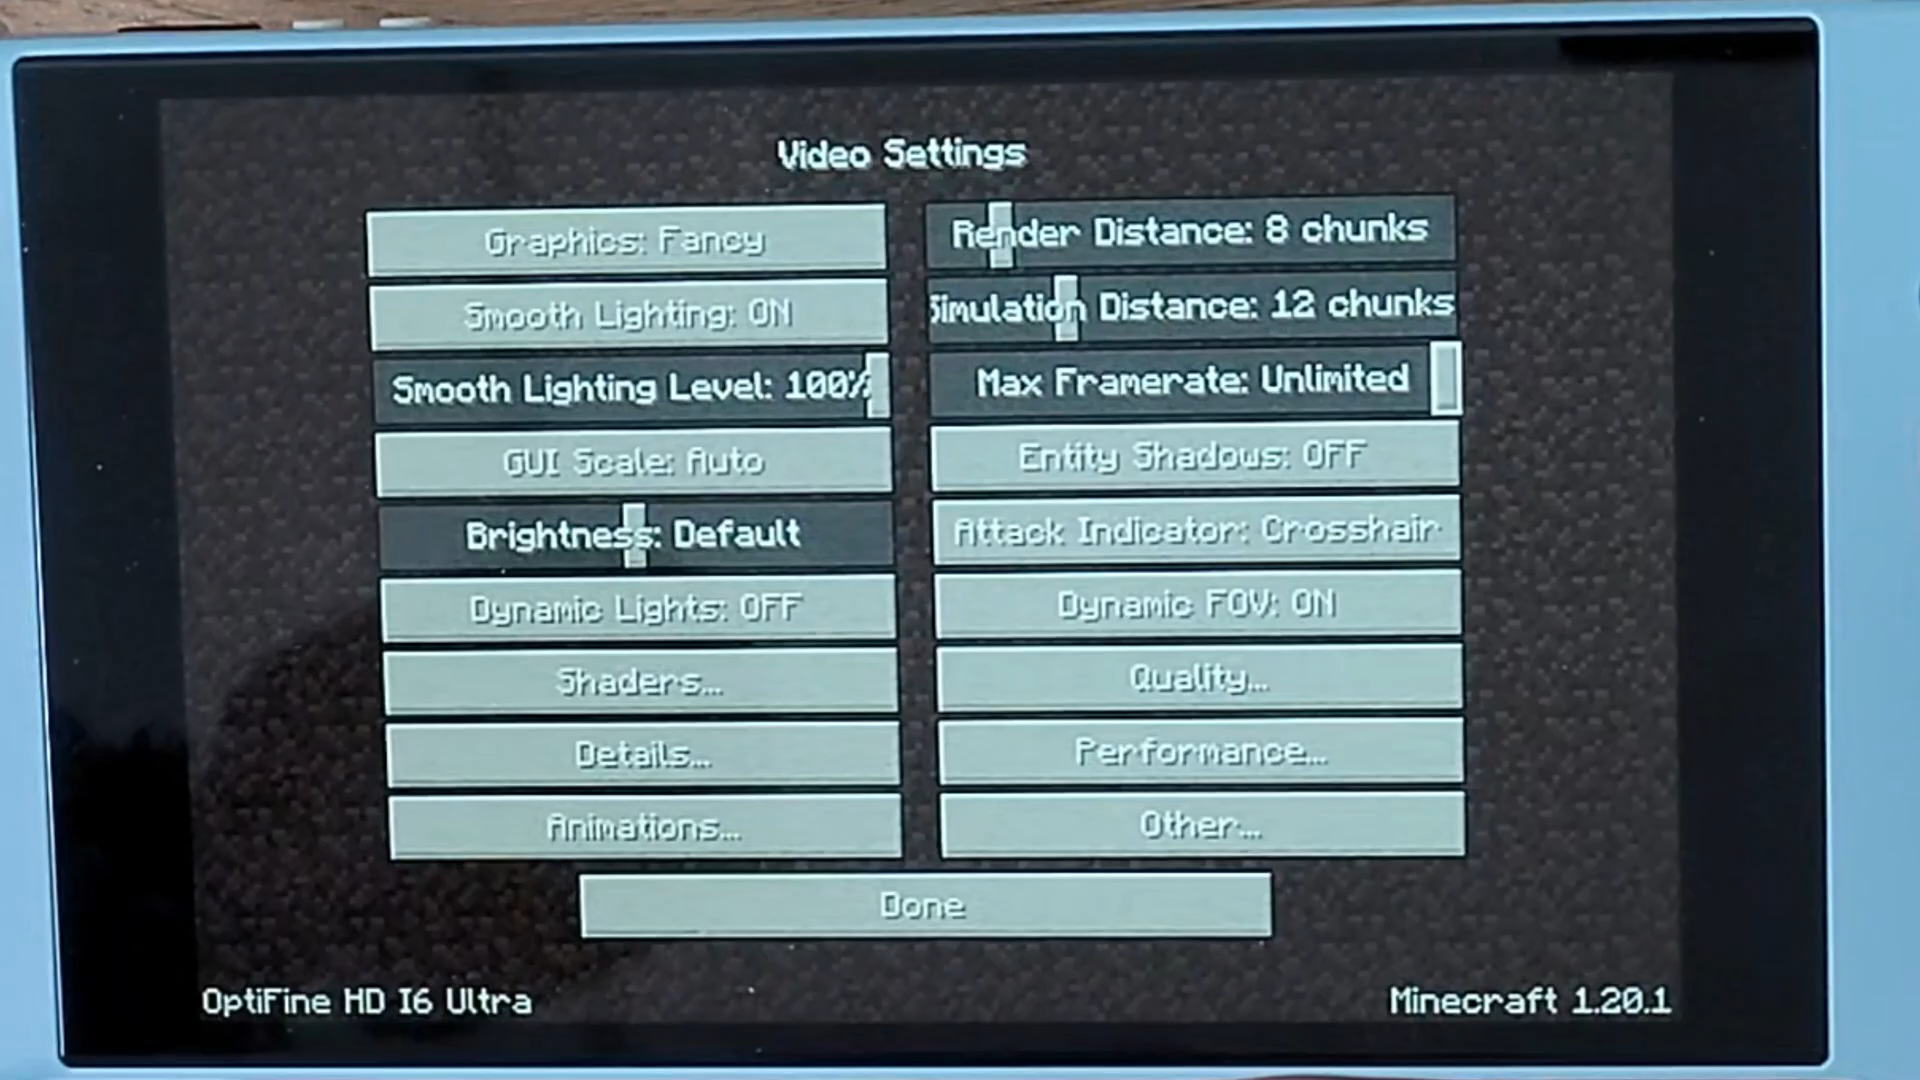 Video Settings
Graphics: Fancy
Render Distance: 8 chunks
Smooth Lighting: ON
Simulation Distance: 12 chunks
Smooth Lighting Level: 100%
Max Framerate: Unlimited
GUI Scale: Auto
Entity Shadows: OFF
Brightness: Default
Attack Indicator: Crosshair
Dynamic Lights: OFF
Dynamic FOV: ON
Shaders...
Quality...
Details...
Performance...
Animations...
Other...
Done
OptiFine HD I6 Ultra
Minecraft 1.20.1